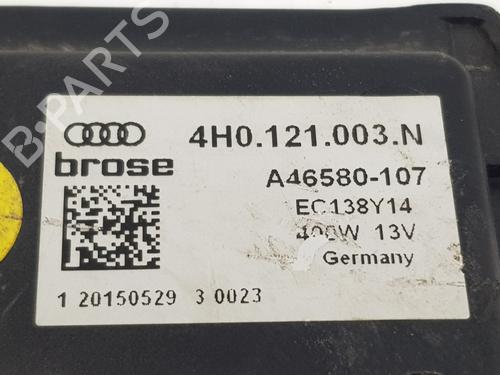 4H0.121.003.N
brose
A46580-107
EC138Y14
400W 13V
Germany
1 20150529 3 0023
B-PARTS